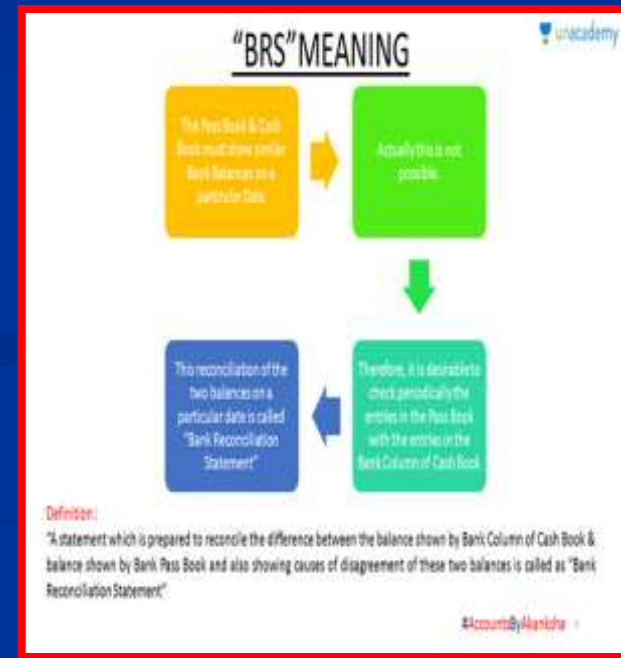 "BRS"MEANING
unacademy
The Pass Book & Cash
Book must show similar
Bank Balances on a
particular Date.
Actually this is not
possible.
Therefore, it is desirable to
check periodically the
entries in the Pass Book
with the entries in the
Bank Column of Cash Book
This reconciliation of the
two balances on a
particular date is called
"Bank Reconciliation
Statement"
Definition :
"A statement which is prepared to reconcile the difference between the balance shown by Bank Column of Cash Book &
balance shown by Bank Pass Book and also showing causes of disagreement of these two balances is called as "Bank
Reconciliation Statement"
#AccountsByAkanksha